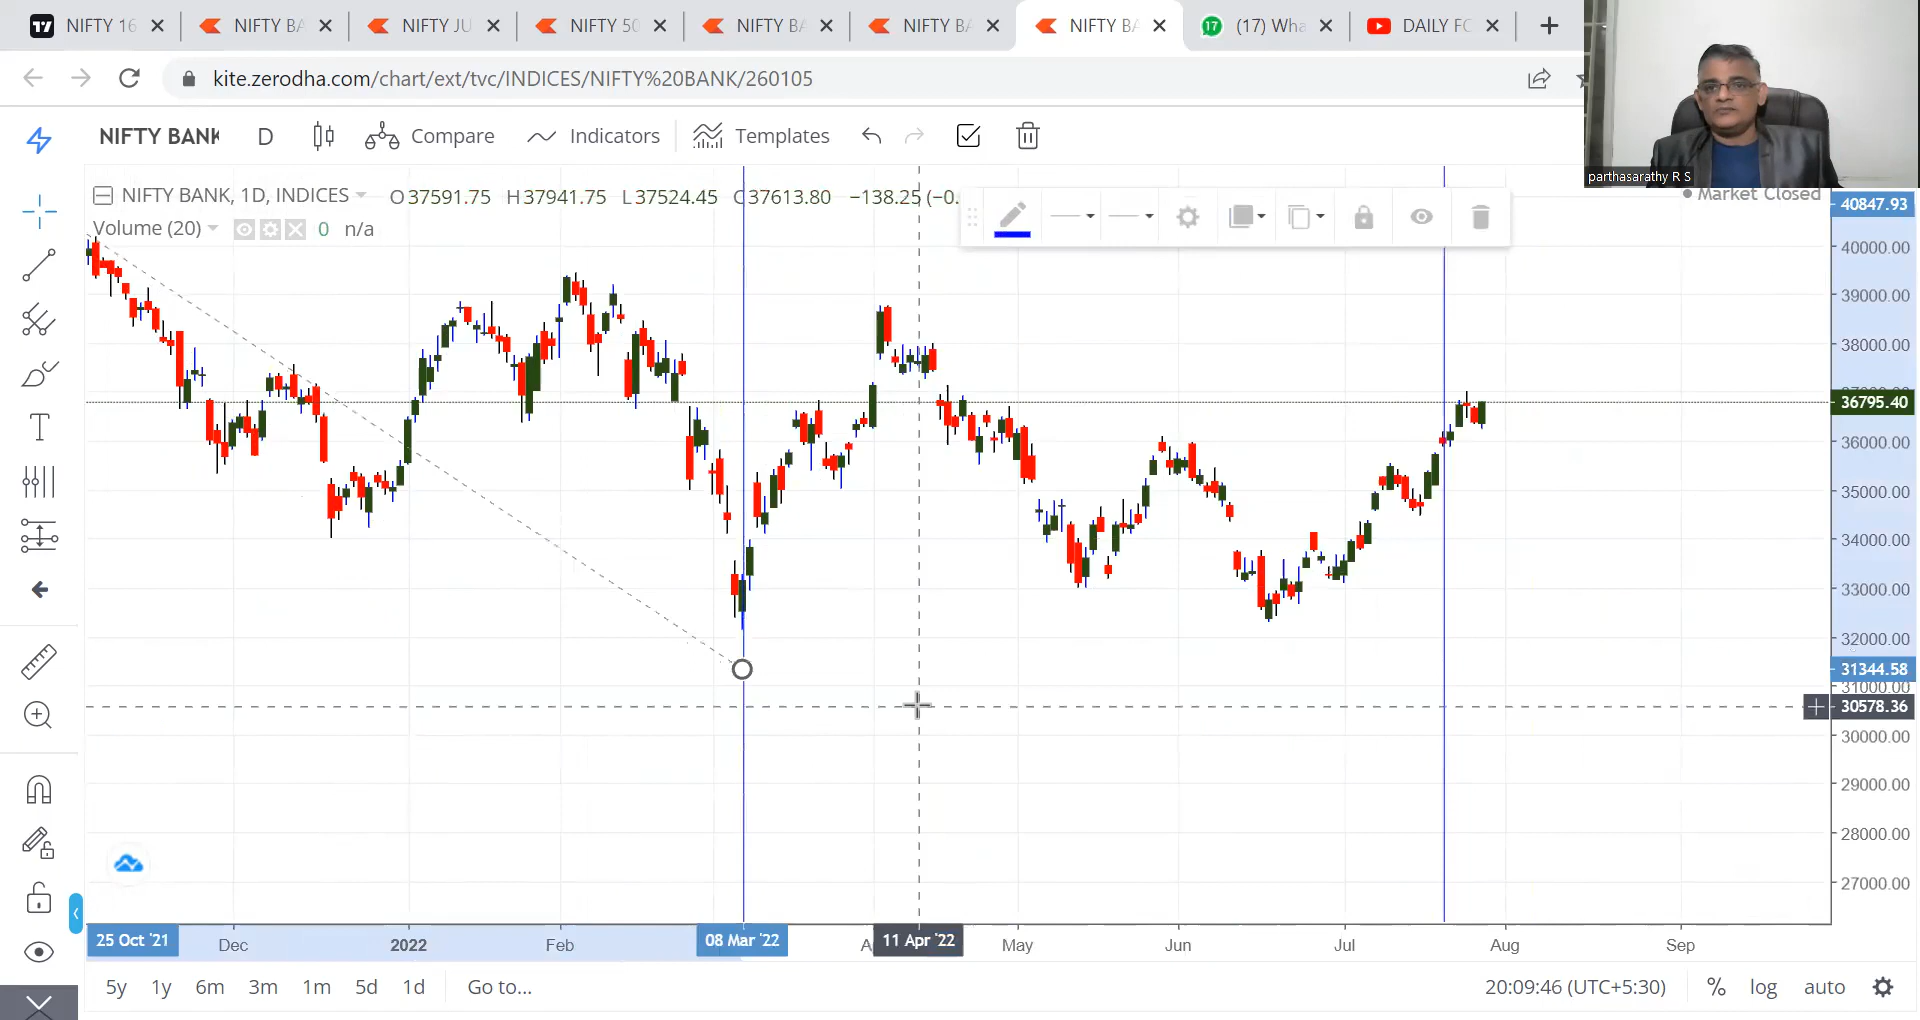 NIFTY 16
NIFTY BA
NIFTY JU
NIFTY 50
NIFTY BA
NIFTY BA
NIFTY BA
17
(17) Wha
DAILY FO
kite.zerodha.com/chart/ext/tvc/INDICES/NIFTY%20BANK/260105
parthasarathy R S
NIFTY BANK
D
Compare
Indicators
Templates
NIFTY BANK, 1D, INDICES
O37591.75 H37941.75 L37524.45 C37613.80 −138.25 (−0.
Market Closed
Volume (20)
0 n/a
40847.93
40000.00
39000.00
38000.00
36795.40
36000.00
35000.00
34000.00
33000.00
32000.00
31344.58
31000.00
30578.36
30000.00
29000.00
28000.00
27000.00
25 Oct '21
Dec
2022
Feb
08 Mar '22
A
11 Apr '22
May
Jun
Jul
Aug
Sep
5y 1y 6m 3m 1m 5d 1d Go to...
20:09:46 (UTC+5:30) % log auto